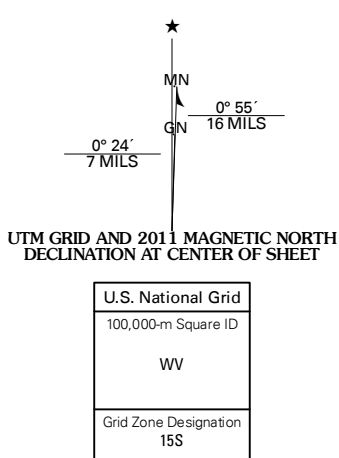 ★
MN
0° 55´
16 MILS
GN
0° 24´
7 MILS
UTM GRID AND 2011 MAGNETIC NORTH
DECLINATION AT CENTER OF SHEET
U.S. National Grid
100,000-m Square ID
WV
Grid Zone Designation
15S